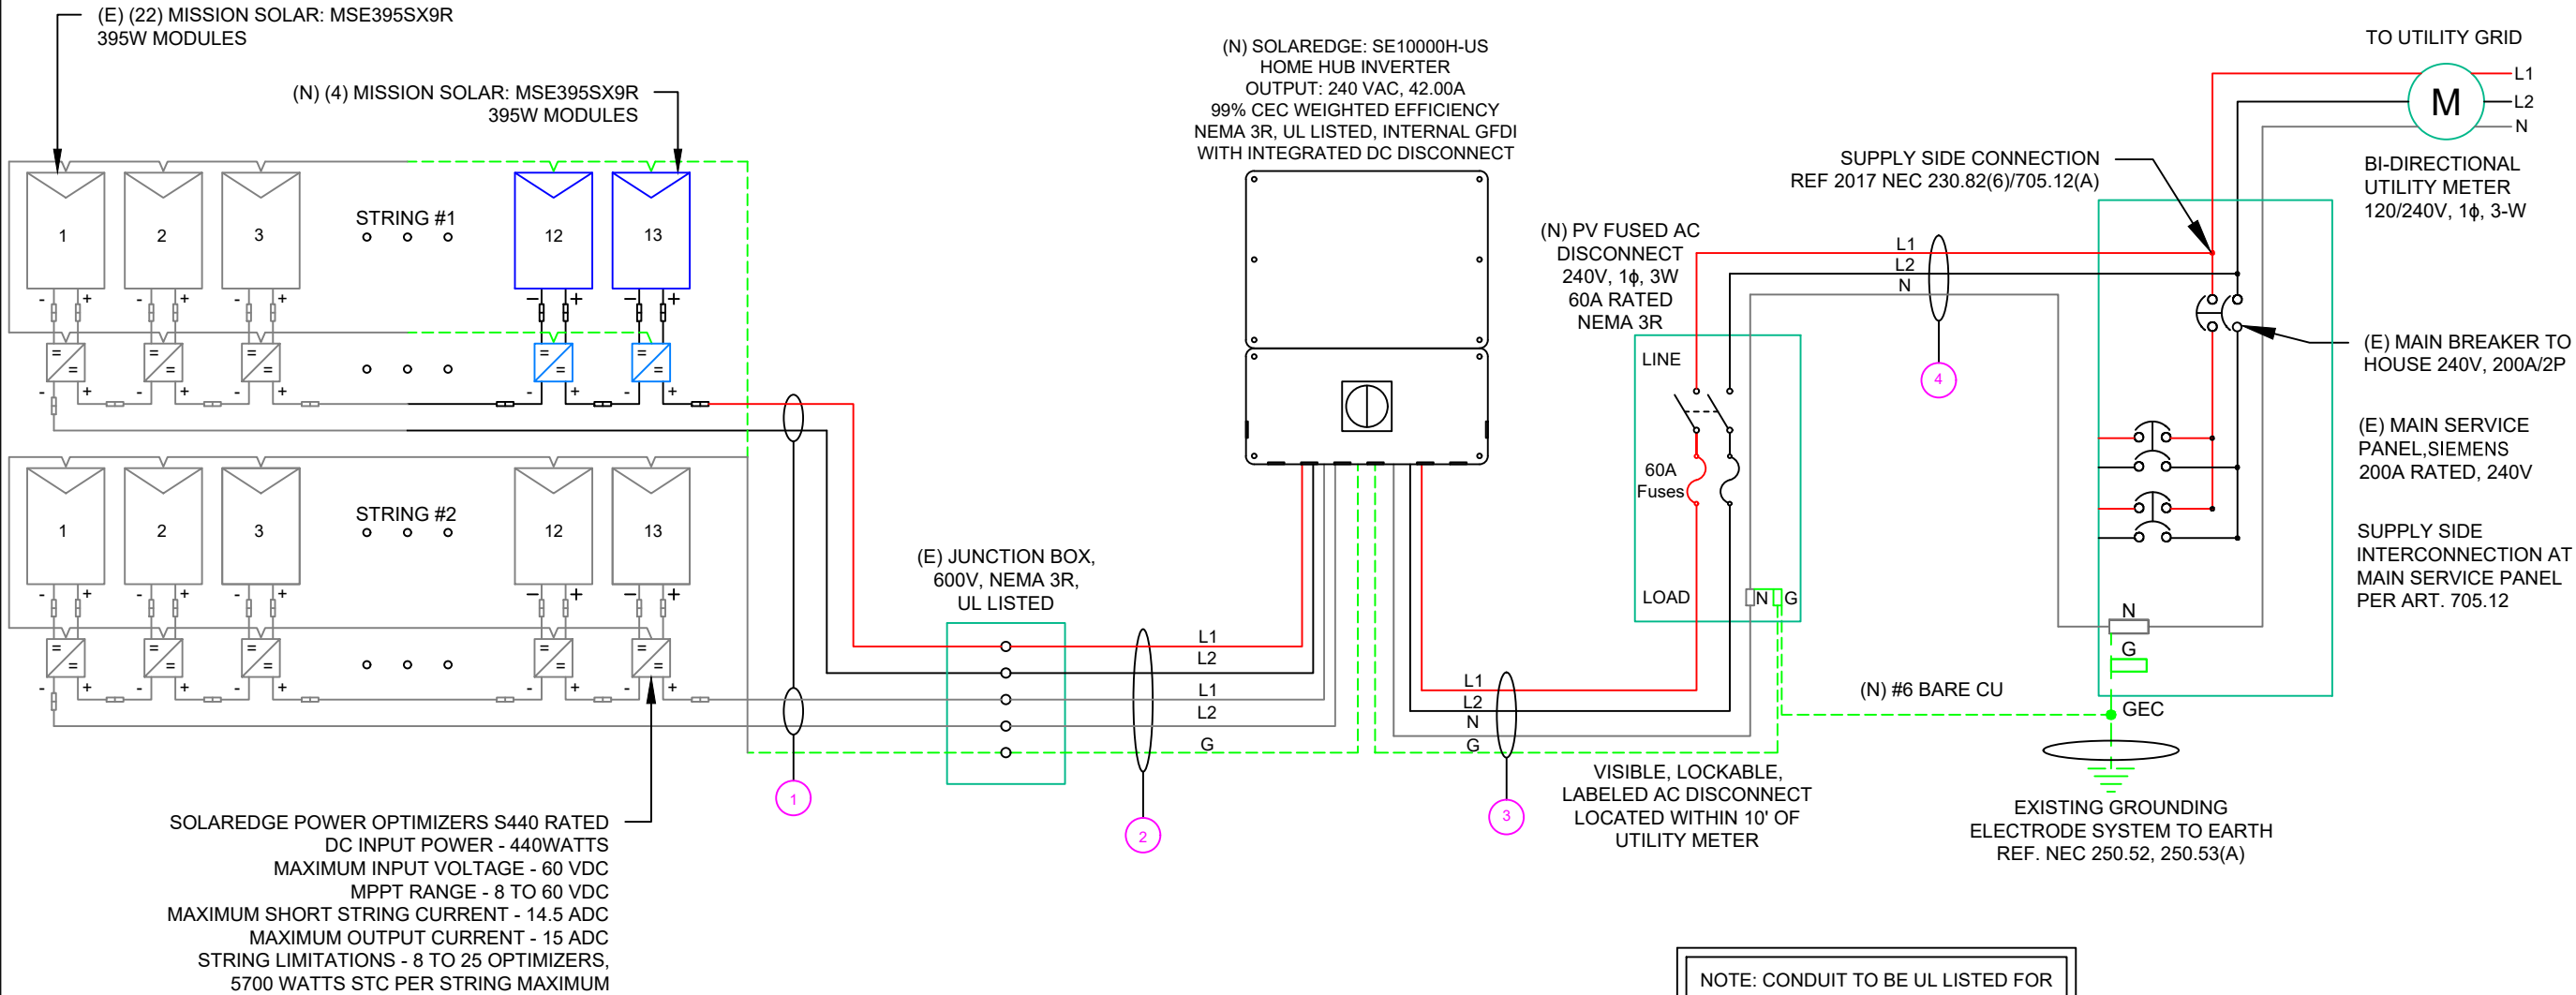 (E) (22) MISSION SOLAR: MSE395SX9R
395W MODULES
(N) (4) MISSION SOLAR: MSE395SX9R
395W MODULES
1
2
3
STRING #1
12
13
- +
- +
- +
- +
- +
=
=
=
=
=
=
=
=
=
=
- +
- +
- +
- +
- +
1
2
3
STRING #2
12
13
- +
- +
- +
- +
- +
=
=
=
=
=
=
=
=
=
=
- +
- +
- +
- +
- +
SOLAREDGE POWER OPTIMIZERS S440 RATED
DC INPUT POWER - 440WATTS
MAXIMUM INPUT VOLTAGE - 60 VDC
MPPT RANGE - 8 TO 60 VDC
MAXIMUM SHORT STRING CURRENT - 14.5 ADC
MAXIMUM OUTPUT CURRENT - 15 ADC
STRING LIMITATIONS - 8 TO 25 OPTIMIZERS,
5700 WATTS STC PER STRING MAXIMUM
1
(E) JUNCTION BOX,
600V, NEMA 3R,
UL LISTED
L1
L2
L1
L2
G
2
(N) SOLAREDGE: SE10000H-US
HOME HUB INVERTER
OUTPUT: 240 VAC, 42.00A
99% CEC WEIGHTED EFFICIENCY
NEMA 3R, UL LISTED, INTERNAL GFDI
WITH INTEGRATED DC DISCONNECT
L1
L2
N
G
3
(N) PV FUSED AC
DISCONNECT
240V, 1ϕ, 3W
60A RATED
NEMA 3R
LINE
60A
Fuses
LOAD
N G
VISIBLE, LOCKABLE,
LABELED AC DISCONNECT
LOCATED WITHIN 10' OF
UTILITY METER
L1
L2
N
4
SUPPLY SIDE CONNECTION
REF 2017 NEC 230.82(6)/705.12(A)
TO UTILITY GRID
L1
L2
N
M
BI-DIRECTIONAL
UTILITY METER
120/240V, 1ϕ, 3-W
(E) MAIN BREAKER TO
HOUSE 240V, 200A/2P
(E) MAIN SERVICE
PANEL,SIEMENS
200A RATED, 240V
SUPPLY SIDE
INTERCONNECTION AT
MAIN SERVICE PANEL
PER ART. 705.12
N
G
(N) #6 BARE CU
GEC
EXISTING GROUNDING
ELECTRODE SYSTEM TO EARTH
REF. NEC 250.52, 250.53(A)
NOTE: CONDUIT TO BE UL LISTED FOR